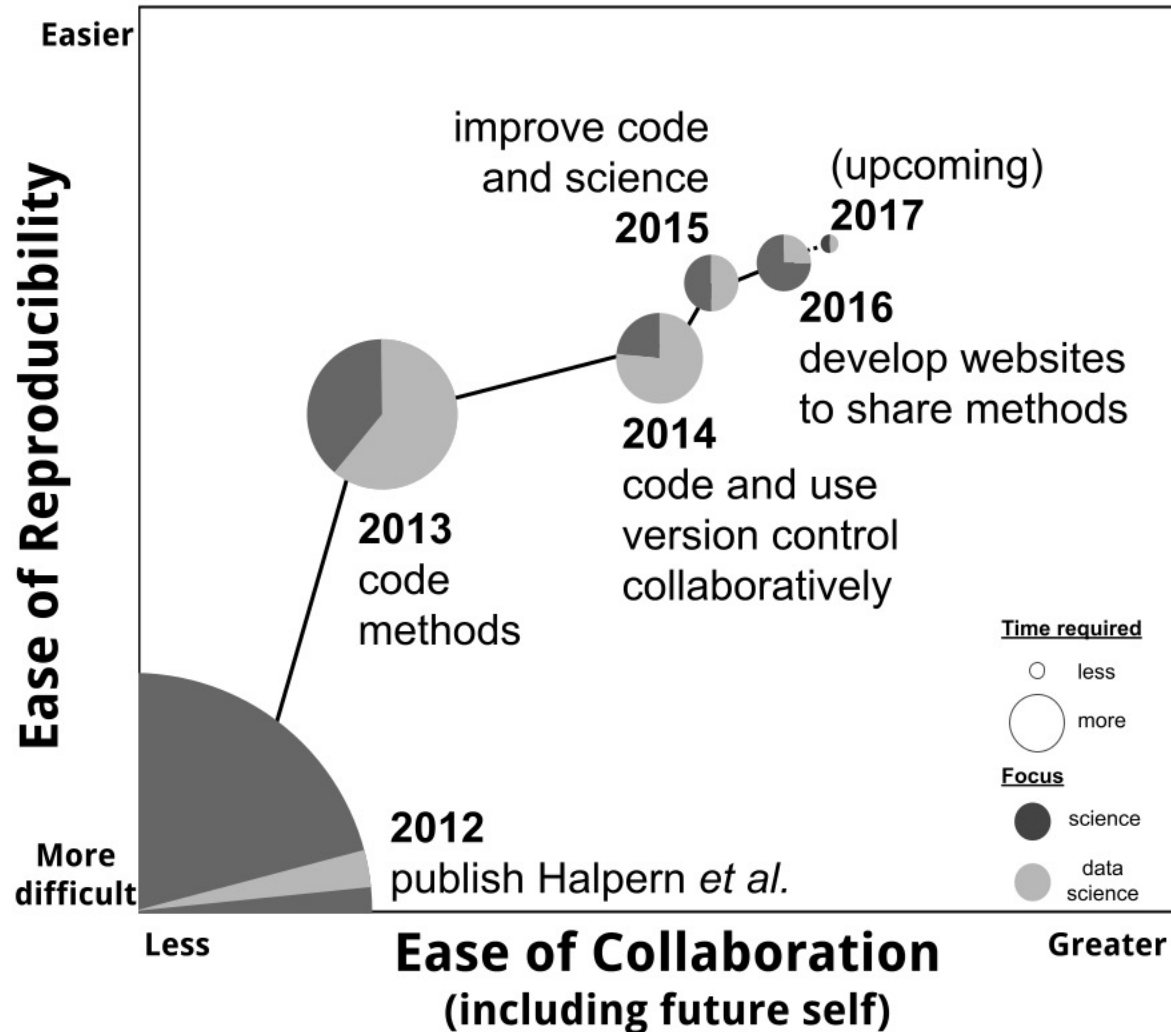 Easier
Ease of Reproducibility
More
difficult
improve code
and science
2015
(upcoming)
2017
2016
develop websites
to share methods
2014
code and use
version control
collaboratively
2013
code
methods
2012
publish Halpern et al.
Time required
less
more
Focus
science
data
science
Less
Ease of Collaboration
(including future self)
Greater